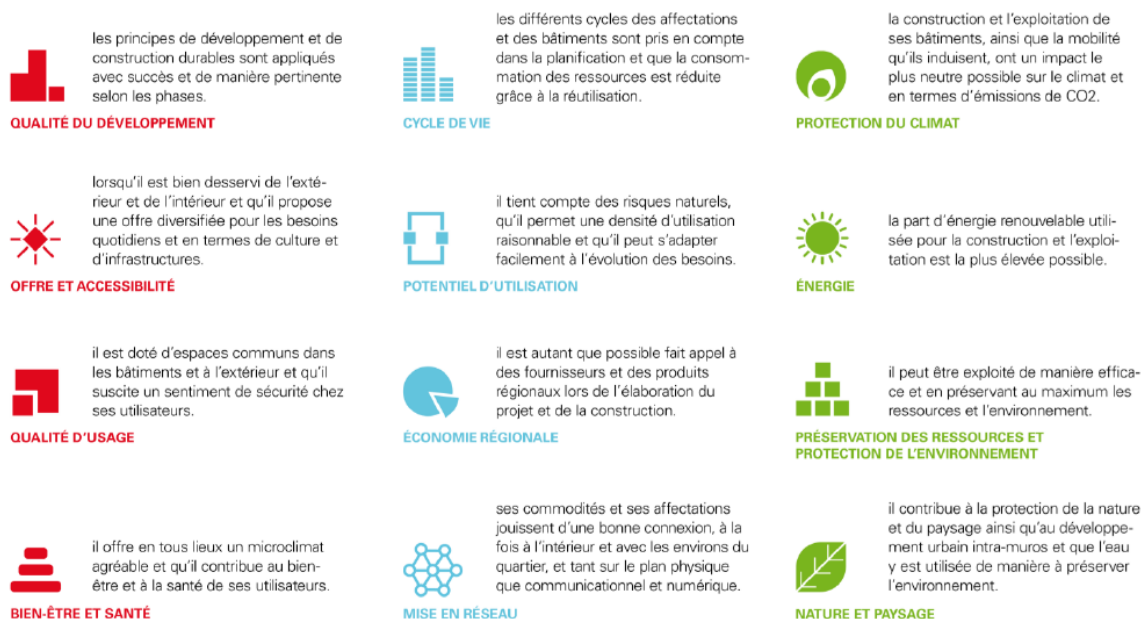 les principes de développement et de
construction durables sont appliqués
avec succès et de manière pertinente
selon les phases.
QUALITÉ DU DÉVELOPPEMENT
les différents cycles des affectations
et des bâtiments sont pris en compte
dans la planification et que la consom-
mation des ressources est réduite
grâce à la réutilisation.
CYCLE DE VIE
la construction et l'exploitation de
ses bâtiments, ainsi que la mobilité
qu'ils induisent, ont un impact le
plus neutre possible sur le climat et
en termes d'émissions de CO2.
PROTECTION DU CLIMAT
lorsqu'il est bien desservi de l'exté-
rieur et de l'intérieur et qu'il propose
une offre diversifiée pour les besoins
quotidiens et en termes de culture et
d'infrastructures.
OFFRE ET ACCESSIBILITÉ
il tient compte des risques naturels,
qu'il permet une densité d'utilisation
raisonnable et qu'il peut s'adapter
facilement à l'évolution des besoins.
POTENTIEL D'UTILISATION
la part d'énergie renouvelable utili-
sée pour la construction et l'exploi-
tation est la plus élevée possible.
ÉNERGIE
il est doté d'espaces communs dans
les bâtiments et à l'extérieur et qu'il
suscite un sentiment de sécurité chez
ses utilisateurs.
QUALITÉ D'USAGE
il est autant que possible fait appel à
des fournisseurs et des produits
régionaux lors de l'élaboration du
projet et de la construction.
ÉCONOMIE RÉGIONALE
il peut être exploité de manière effica-
ce et en préservant au maximum les
ressources et l'environnement.
PRÉSERVATION DES RESSOURCES ET
PROTECTION DE L'ENVIRONNEMENT
il offre en tous lieux un microclimat
agréable et qu'il contribue au bien-
être et à la santé de ses utilisateurs.
BIEN-ÊTRE ET SANTÉ
ses commodités et ses affectations
jouissent d'une bonne connexion, à la
fois à l'intérieur et avec les environs du
quartier, et tant sur le plan physique
que communicationnel et numérique.
MISE EN RÉSEAU
il contribue à la protection de la nature
et du paysage ainsi qu'au développe-
ment urbain intra-muros et que l'eau
y est utilisée de manière à préserver
l'environnement.
NATURE ET PAYSAGE